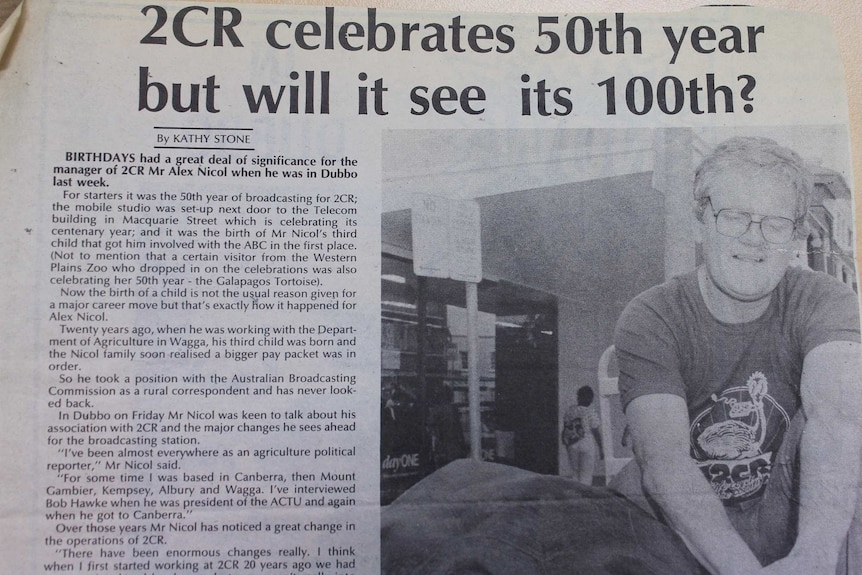 2CR celebrates 50th year
but will it see its 100th?
By KATHY STONE
BIRTHDAYS had a great deal of significance for the
manager of 2CR Mr Alex Nicol when he was in Dubbo
last week.
For starters it was the 50th year of broadcasting for 2CR;
the mobile studio was set-up next door to the Telecom
building in Macquarie Street which is celebrating its
centenary year; and it was the birth of Mr Nicol's third
child that got him involved with the ABC in the first place.
(Not to mention that a certain visitor from the Western
Plains Zoo who dropped in on the celebrations was also
celebrating her 50th year - the Galapagos Tortoise).
Now the birth of a child is not the usual reason given for
a major career move but that's exactly how it happened for
Alex Nicol.
Twenty years ago, when he was working with the Depart-
ment of Agriculture in Wagga, his third child was born and
the Nicol family soon realised a bigger pay packet was in
order.
So he took a position with the Australian Broadcasting
Commission as a rural correspondent and has never look-
ed back.
In Dubbo on Friday Mr Nicol was keen to talk about his
association with 2CR and the major changes he sees ahead
for the broadcasting station.
"I've been almost everywhere as an agriculture political
reporter," Mr Nicol said.
"For some time I was based in Canberra, then Mount
Gambier, Kempsey, Albury and Wagga. I've interviewed
Bob Hawke when he was president of the ACTU and again
when he got to Canberra."
Over those years Mr Nicol has noticed a great change in
the operations of 2CR.
"There have been enormous changes really. I think
when I first started working at 2CR 20 years ago we had
dayONE
2CR